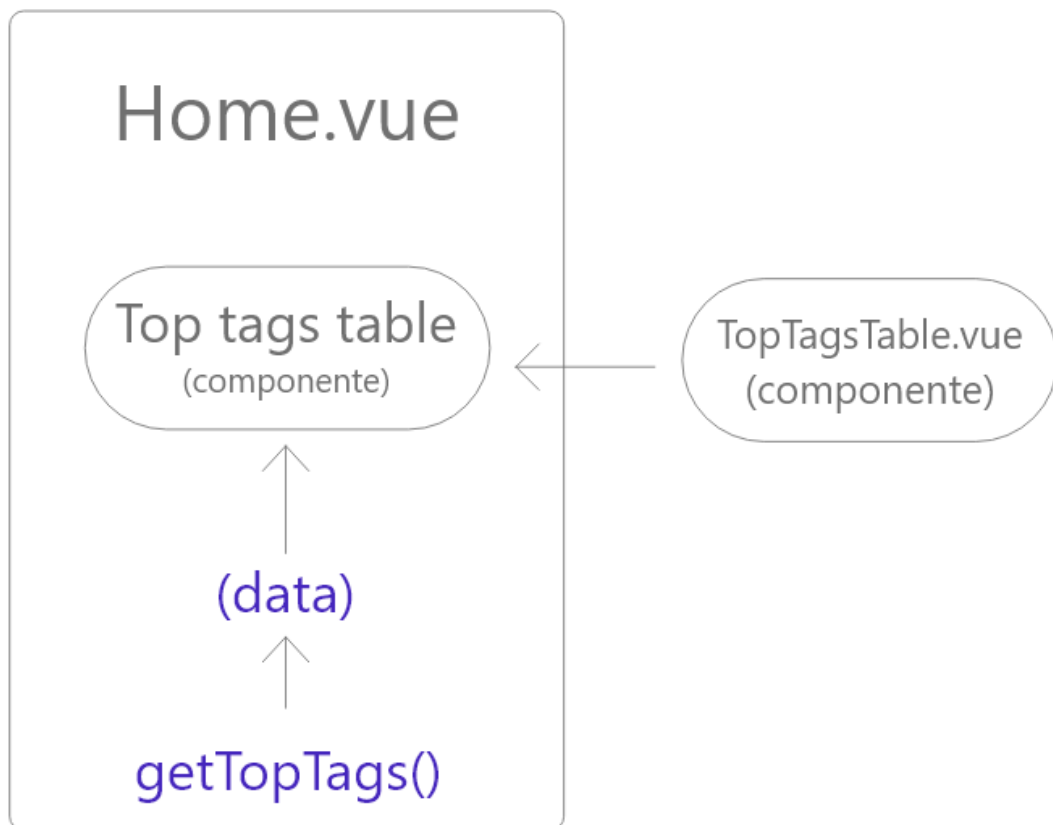 Home.vue
Top tags table
(componente)
TopTagsTable.vue
(componente)
(data)
getTopTags()